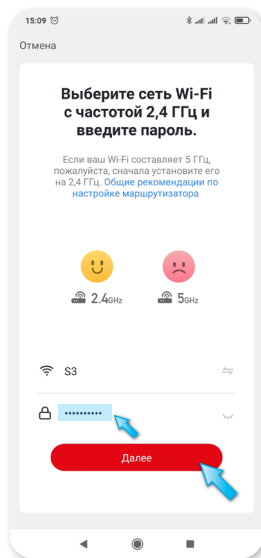 15:09
Отмена
Выберите сеть Wi-Fi
с частотой 2,4 ГГц и
введите пароль.
Если ваш Wi-Fi составляет 5 ГГц,
пожалуйста, сначала установите его
на 2,4 ГГц. Общие рекомендации по
настройке маршрутизатора
2.4GHz 5GHz
S3
Далее